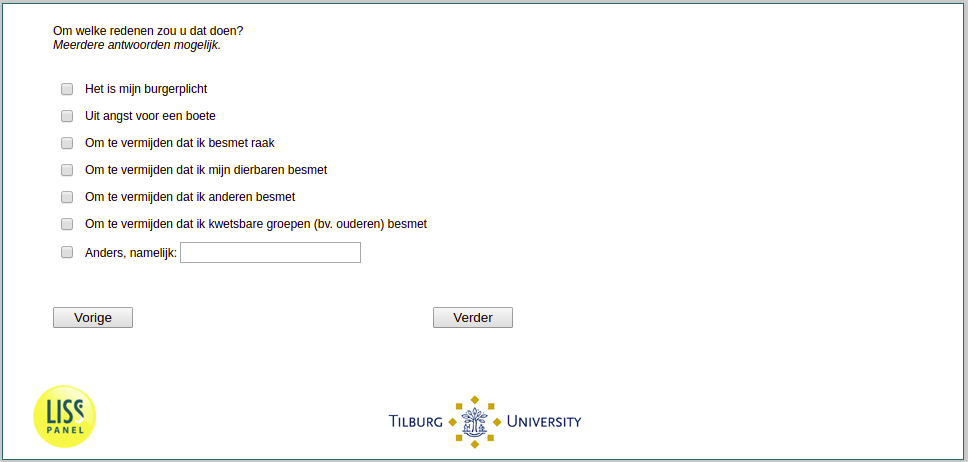 Om welke redenen zou u dat doen?
Meerdere antwoorden mogelijk.
Het is mijn burgerplicht
Uit angst voor een boete
Om te vermijden dat ik besmet raak
Om te vermijden dat ik mijn dierbaren besmet
Om te vermijden dat ik anderen besmet
Om te vermijden dat ik kwetsbare groepen (bv. ouderen) besmet
Anders, namelijk:
Vorige Verder
LISS
PANEL
TILBURG UNIVERSITY